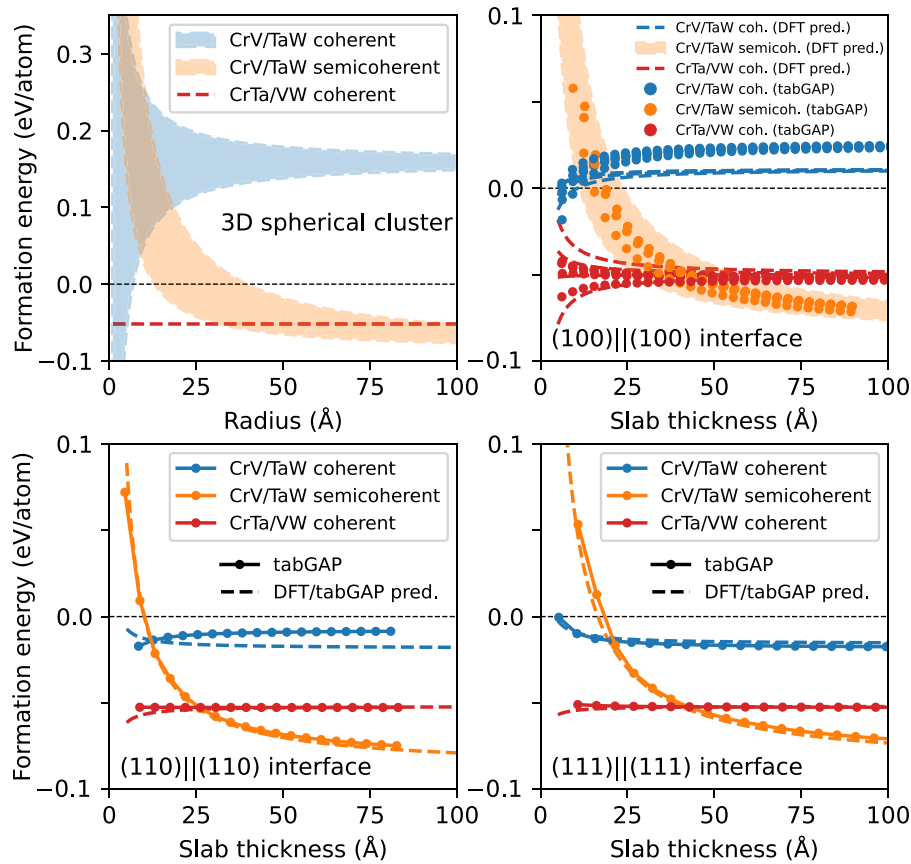 Formation energy (eV/atom)
0.3
0.2
0.1
0.0
−0.1
CrV/TaW coherent
CrV/TaW semicoherent
CrTa/VW coherent
3D spherical cluster
0
25
50
75
100
Radius (Å)
0.1
0.0
−0.1
CrV/TaW coh. (DFT pred.)
CrV/TaW semicoh. (DFT pred.)
CrTa/VW coh. (DFT pred.)
CrV/TaW coh. (tabGAP)
CrV/TaW semicoh. (tabGAP)
CrTa/VW coh. (tabGAP)
(100)||(100) interface
0
25
50
75
100
Slab thickness (Å)
Formation energy (eV/atom)
0.1
0.0
−0.1
CrV/TaW coherent
CrV/TaW semicoherent
CrTa/VW coherent
tabGAP
DFT/tabGAP pred.
(110)||(110) interface
0
25
50
75
100
Slab thickness (Å)
0.1
0.0
−0.1
CrV/TaW coherent
CrV/TaW semicoherent
CrTa/VW coherent
tabGAP
DFT/tabGAP pred.
(111)||(111) interface
0
25
50
75
100
Slab thickness (Å)